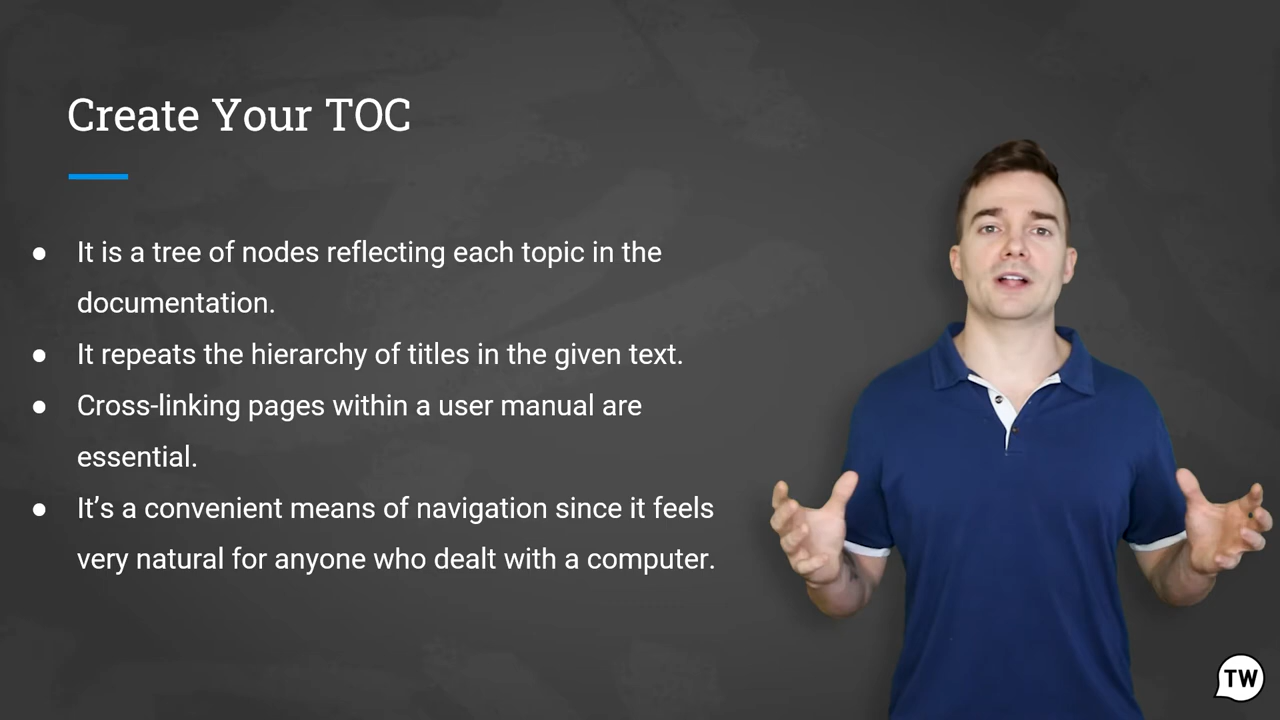 Create Your TOC
● It is a tree of nodes reflecting each topic in the
documentation.
● It repeats the hierarchy of titles in the given text.
● Cross-linking pages within a user manual are
essential.
● It’s a convenient means of navigation since it feels
very natural for anyone who dealt with a computer.
TW